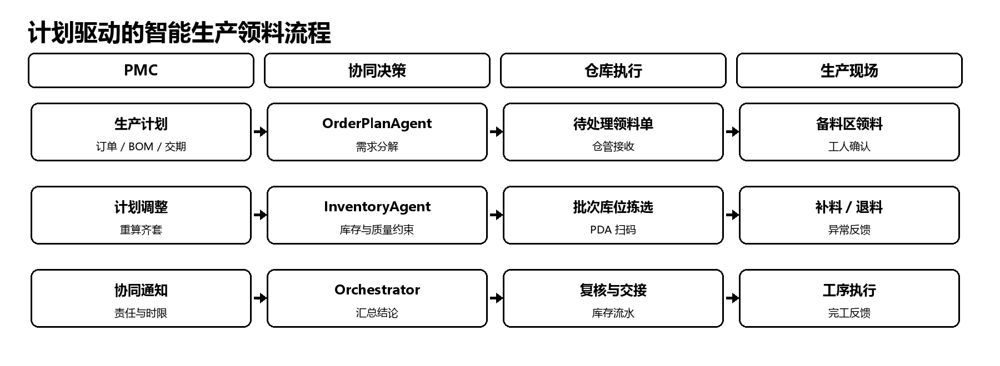 计划驱动的智能生产领料流程
PMC
协同决策
仓库执行
生产现场
生产计划
订单 / BOM / 交期
OrderPlanAgent
需求分解
待处理领料单
仓管接收
备料区领料
工人确认
计划调整
重算齐套
InventoryAgent
库存与质量约束
批次库位拣选
PDA 扫码
补料 / 退料
异常反馈
协同通知
责任与时限
Orchestrator
汇总结论
复核与交接
库存流水
工序执行
完工反馈